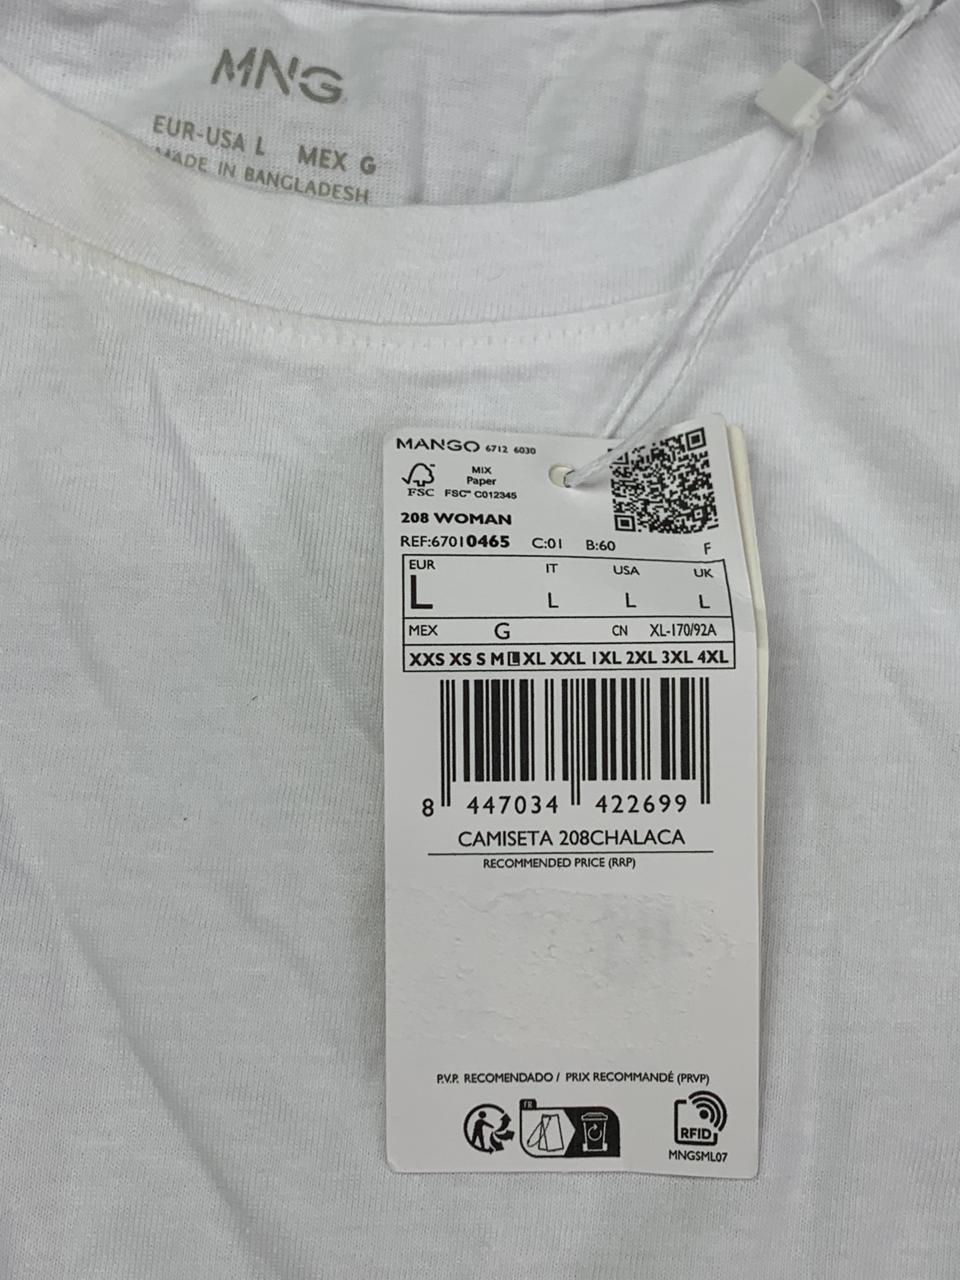 MNG
EUR-USA L MEX G
MADE IN BANGLADESH
MANGO 6712 6030
FSC
MIX
Paper
FSC™ C012345
208 WOMAN
REF:67010465 C:01 B:60 F
EUR IT USA UK
L L L L
MEX G CN XL-170/92A
XXS XS S M L XL XXL 1XL 2XL 3XL 4XL
8 447034 422699
CAMISETA 208CHALACA
RECOMMENDED PRICE (RRP)
P.V.P. RECOMENDADO / PRIX RECOMMANDÉ (PRVP)
FR
RFID
MNGSML07